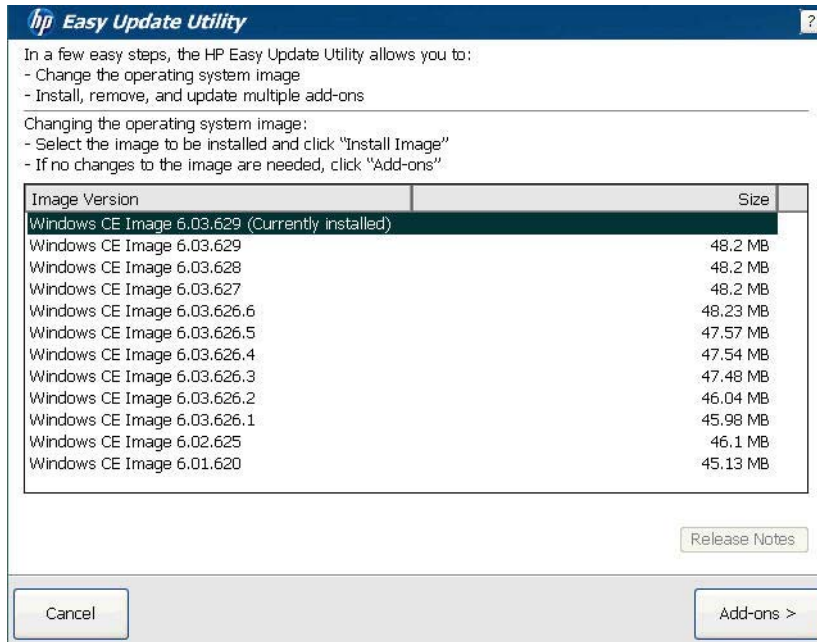 hp Easy Update Utility ?
In a few easy steps, the HP Easy Update Utility allows you to:
- Change the operating system image
- Install, remove, and update multiple add-ons
Changing the operating system image:
- Select the image to be installed and click "Install Image"
- If no changes to the image are needed, click "Add-ons"
Image Version Size
Windows CE Image 6.03.629 (Currently installed)
Windows CE Image 6.03.629 48.2 MB
Windows CE Image 6.03.628 48.2 MB
Windows CE Image 6.03.627 48.2 MB
Windows CE Image 6.03.626.6 48.23 MB
Windows CE Image 6.03.626.5 47.57 MB
Windows CE Image 6.03.626.4 47.54 MB
Windows CE Image 6.03.626.3 47.48 MB
Windows CE Image 6.03.626.2 46.04 MB
Windows CE Image 6.03.626.1 45.98 MB
Windows CE Image 6.02.625 46.1 MB
Windows CE Image 6.01.620 45.13 MB
Release Notes
Cancel Add-ons >